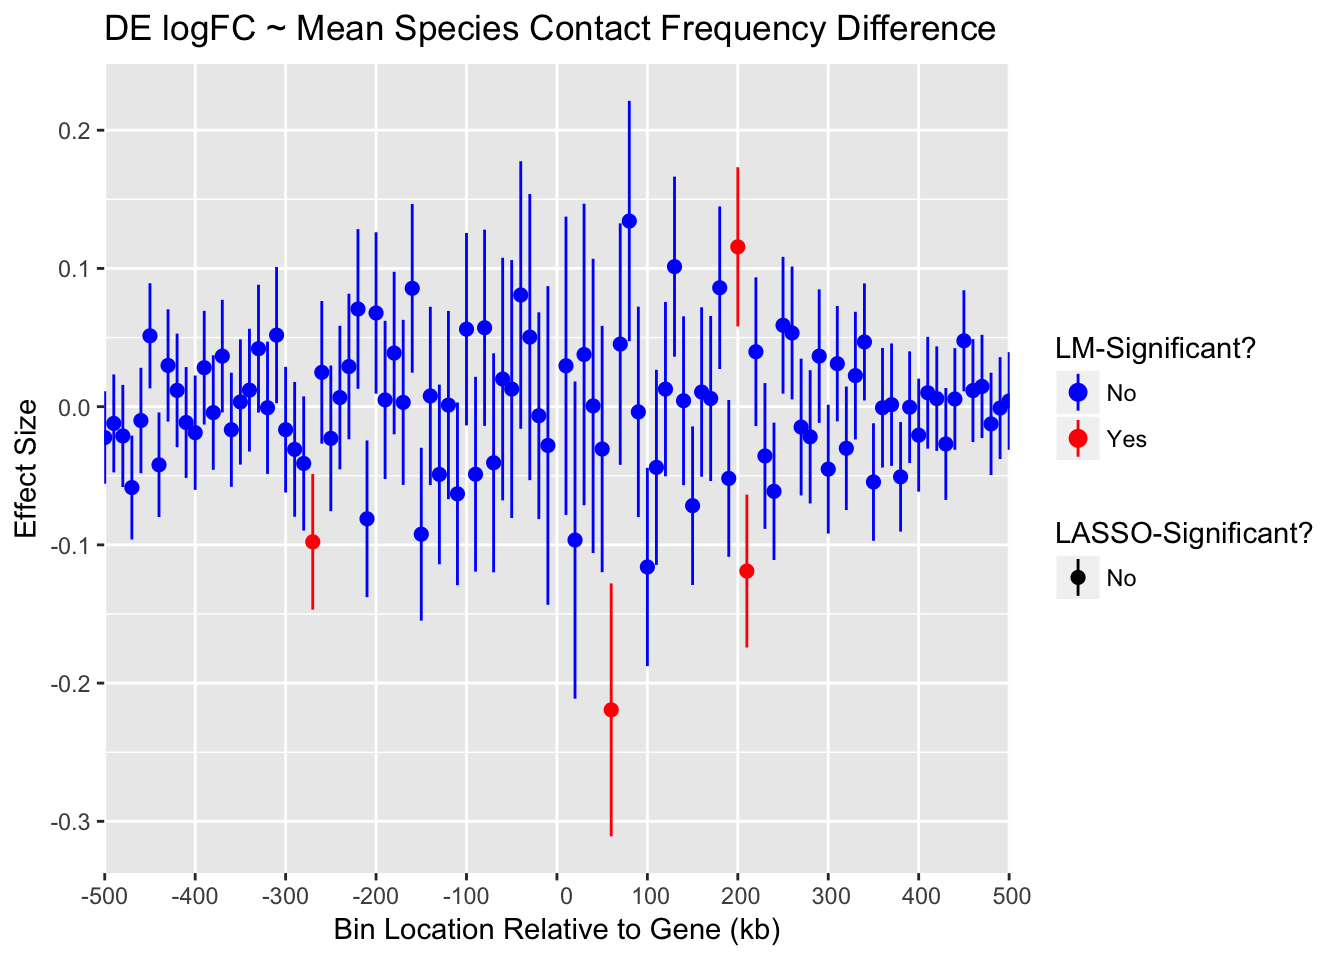 DE logFC ~ Mean Species Contact Frequency Difference
0.2
0.1
0.0
-0.1
-0.2
-0.3
Effect Size
-500 -400 -300 -200 -100 0 100 200 300 400 500
Bin Location Relative to Gene (kb)
LM-Significant?
No
Yes
LASSO-Significant?
No